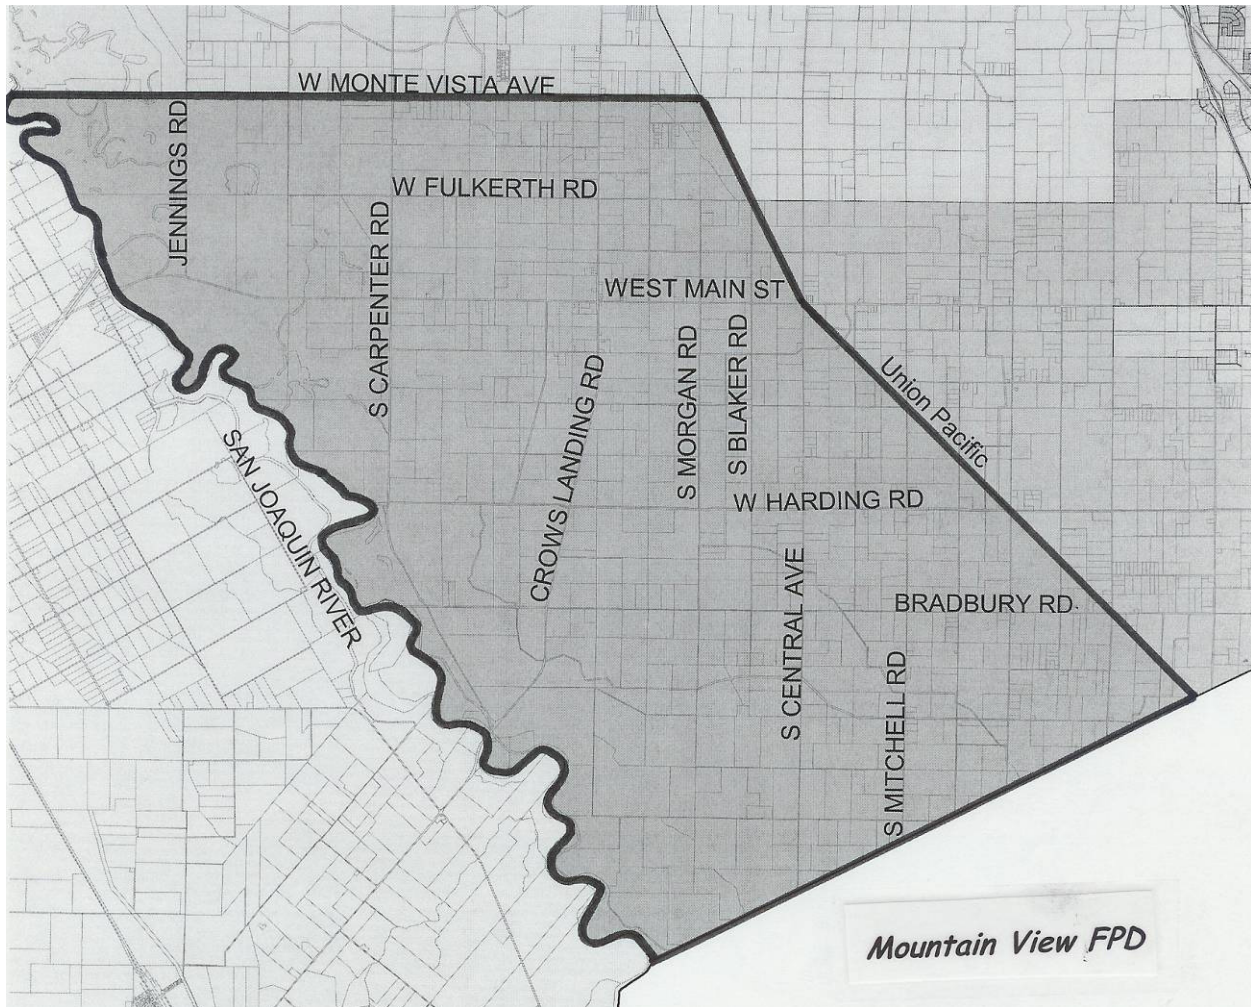 W MONTE VISTA AVE
JENNINGS RD
W FULKERTH RD
S CARPENTER RD
WEST MAIN ST
S MORGAN RD
S BLAKER RD
CROWS LANDING RD
Union Pacific
SAN JOAQUIN RIVER
W HARDING RD
S CENTRAL AVE
BRADBURY RD
S MITCHELL RD
Mountain View FPD